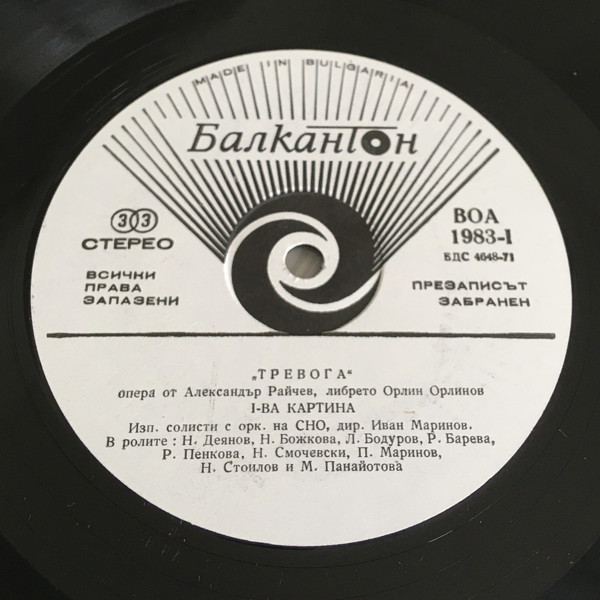 MADE IN BULGARIA
Балкантон
33
СТЕРЕО
ВСИЧКИ
ПРАВА
ЗАПАЗЕНИ
ВОА
1983-I
БДС 4648-71
ПРЕЗАПИСЪТ
ЗАБРАНЕН
„ТРЕВОГА“
опера от Александър Райчев, либрето Орлин Орлинов
I-ВА КАРТИНА
Изп. солисти с орк. на СНО, дир. Иван Маринов.
В ролите : Н. Деянов, Н. Божкова, Л. Бодуров, Р. Барева,
Р. Пенкова, Н. Смочевски, П. Маринов,
Н. Стоилов и М. Панайотова